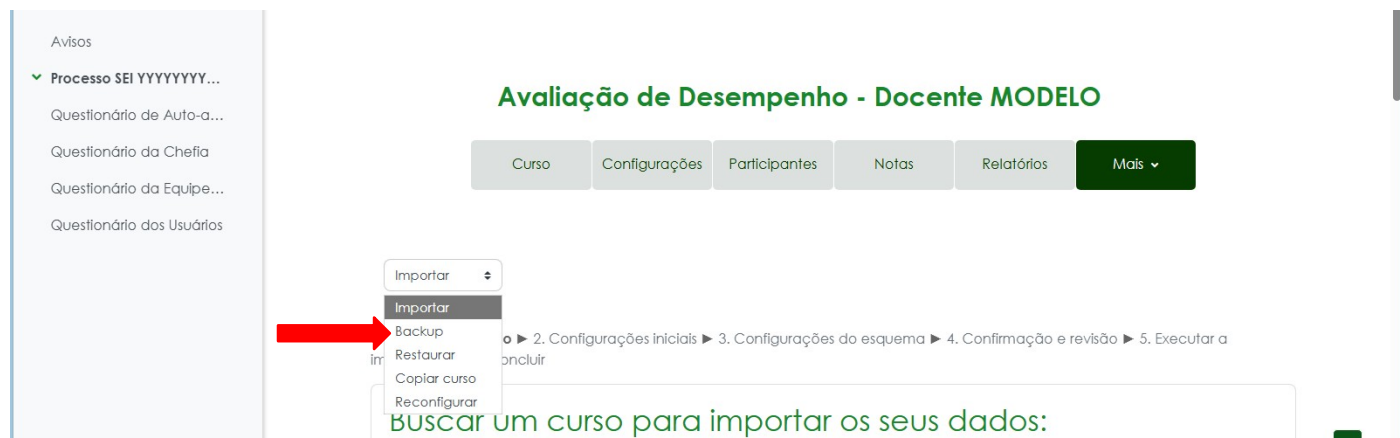 Avisos
Processo SEI YYYYYYYY...
Questionário de Auto-a...
Questionário da Chefia
Questionário da Equipe...
Questionário dos Usuários
Avaliação de Desempenho - Docente MODELO
Curso Configurações Participantes Notas Relatórios Mais
Importar
Importar
Backup
Restaurar
Copiar curso
Reconfigurar
o ► 2. Configurações iniciais ► 3. Configurações do esquema ► 4. Confirmação e revisão ► 5. Executar a
im oncluir
Buscar um curso para importar os seus dados: